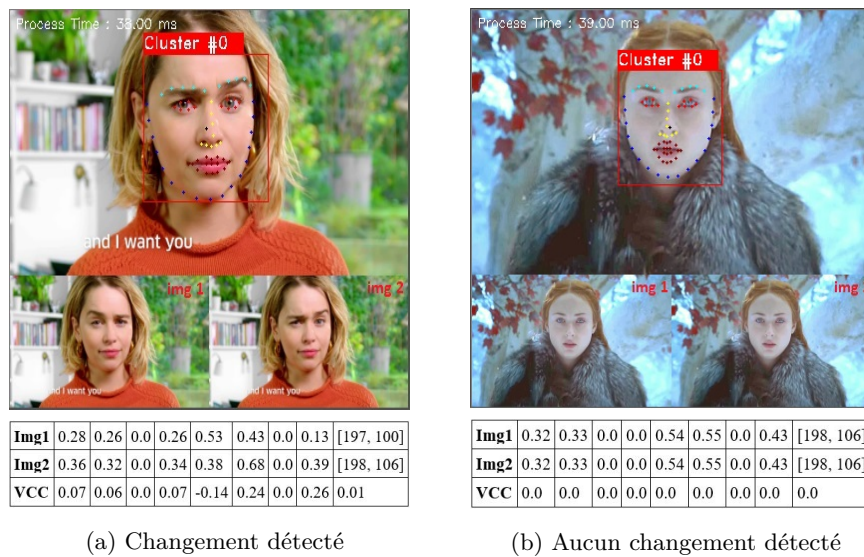 Process Time : 38.00 ms
Cluster #0
and I want you
img 1
img 2
and I want you
Img1 0.28 0.26 0.0 0.26 0.53 0.43 0.0 0.13 [197, 100]
Img2 0.36 0.32 0.0 0.34 0.38 0.68 0.0 0.39 [198, 106]
VCC 0.07 0.06 0.0 0.07 -0.14 0.24 0.0 0.26 0.01
(a) Changement détecté
Process Time : 39.00 ms
Cluster #0
img 1
img
Img1 0.32 0.33 0.0 0.0 0.54 0.55 0.0 0.43 [198, 106]
Img2 0.32 0.33 0.0 0.0 0.54 0.55 0.0 0.43 [198, 106]
VCC 0.0 0.0 0.0 0.0 0.0 0.0 0.0 0.0 0.0
(b) Aucun changement détecté